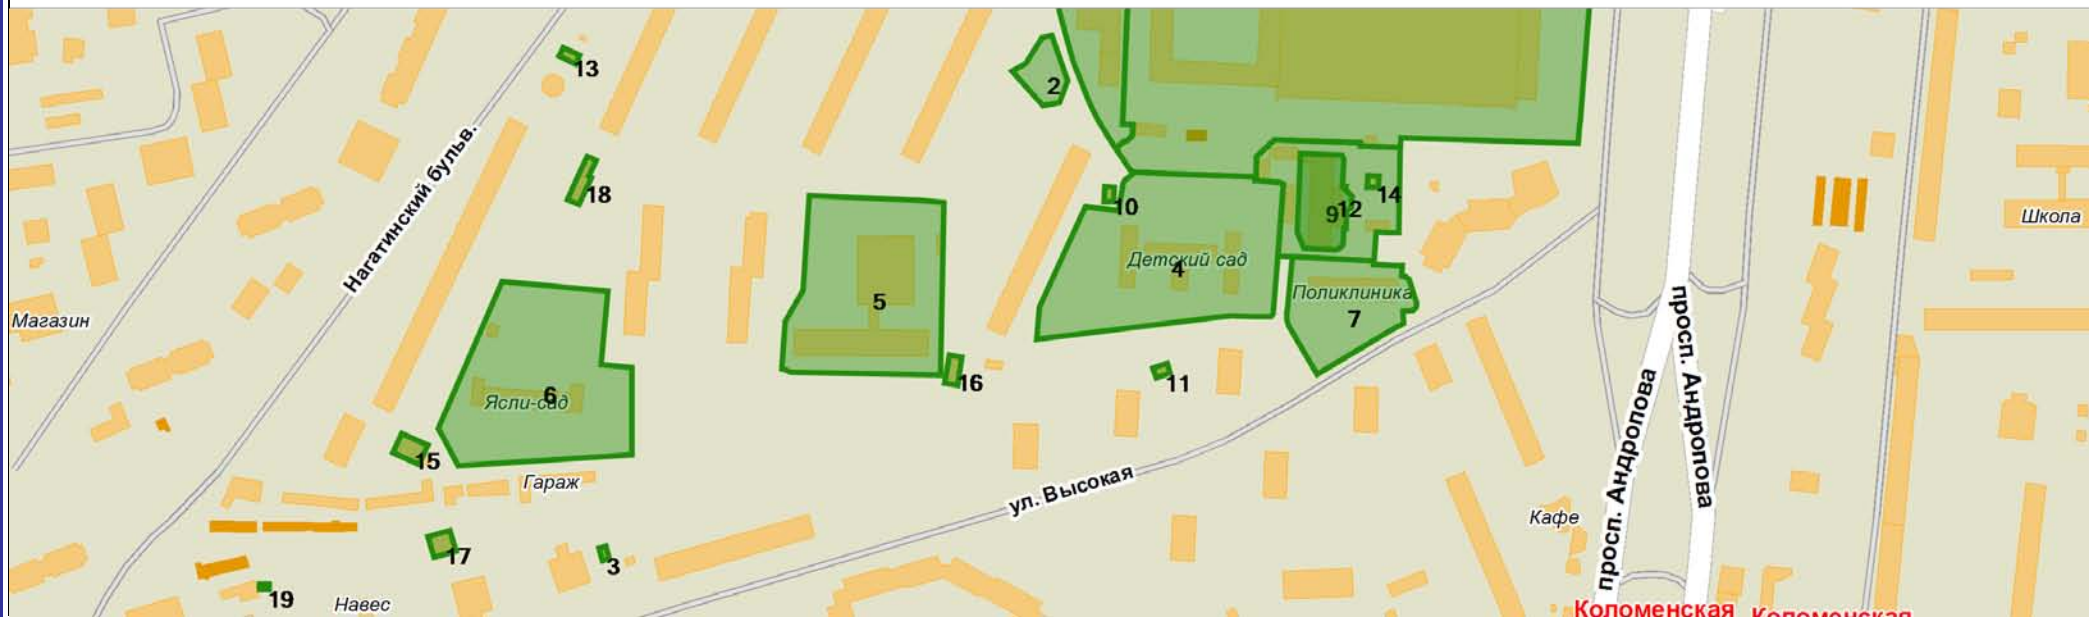 13
2
Нагатинский бульв.
18
10
14
9
12
Школа
Детский сад
4
Поликлиника
5
7
Магазин
просп. Андропова
просп. Андропова
16
11
6
Ясли-сад
15
Гараж
ул. Высокая
Кафе
17
3
19
Навес
Коломенская
Коломенская